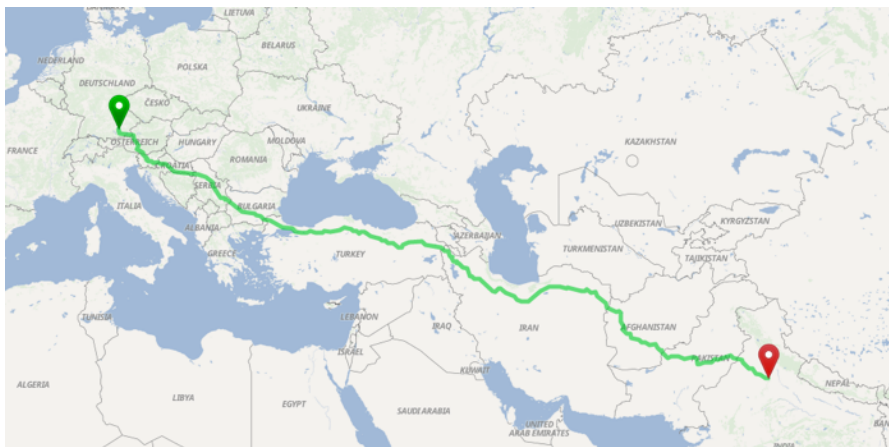 LIETUVA
BELARUS
NEDERLAND
POLSKA
DEUTSCHLAND
ČESKO
UKRAINE
ÖSTERREICH
HUNGARY
MOLDOVA
FRANCE
CROATIA
ROMANIA
KAZAKHSTAN
SERBIA
ITALIA
BULGARIA
ALBANIA
GREECE
TURKEY
AZERBAIJAN
UZBEKISTAN
KYRGYZSTAN
TURKMENISTAN
TAJIKISTAN
TUNISIA
LEBANON
IRAQ
IRAN
AFGHANISTAN
ISRAEL
PAKISTAN
KUWAIT
NEPAL
ALGERIA
LIBYA
EGYPT
SAUDI ARABIA
UNITED
ARAB EMIRATES
INDIA